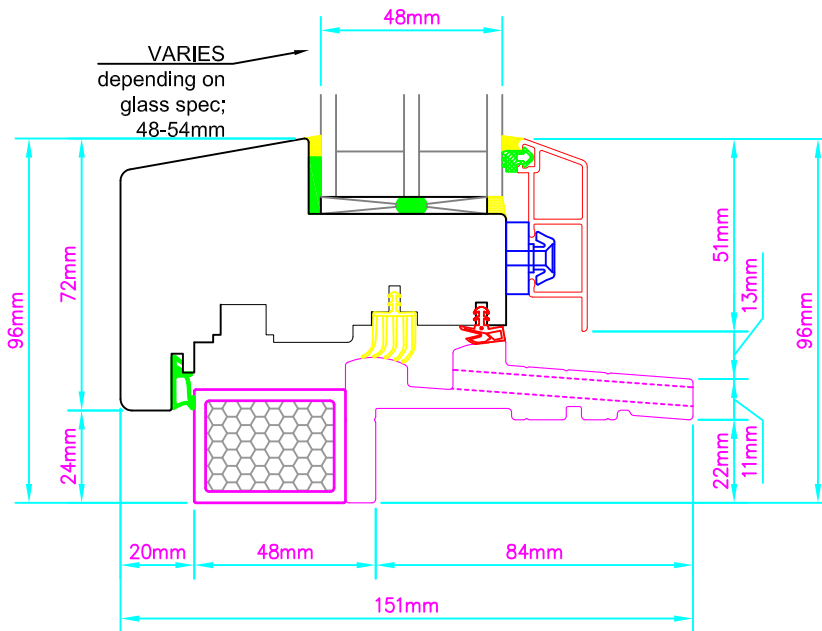 48mm
VARIES
depending on
glass spec;
48-54mm
96mm
72mm
51mm
13mm
96mm
24mm
22mm
11mm
20mm
48mm
84mm
151mm